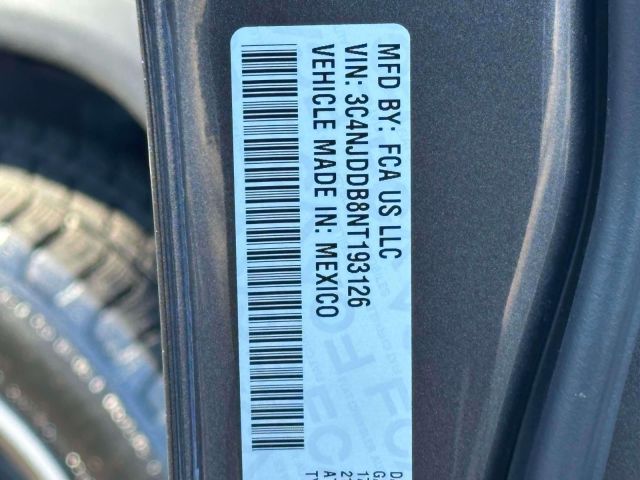 MFD BY: FCA US LLC
VIN: 3C4NJDDB8NT193126
VEHICLE MADE IN: MEXICO